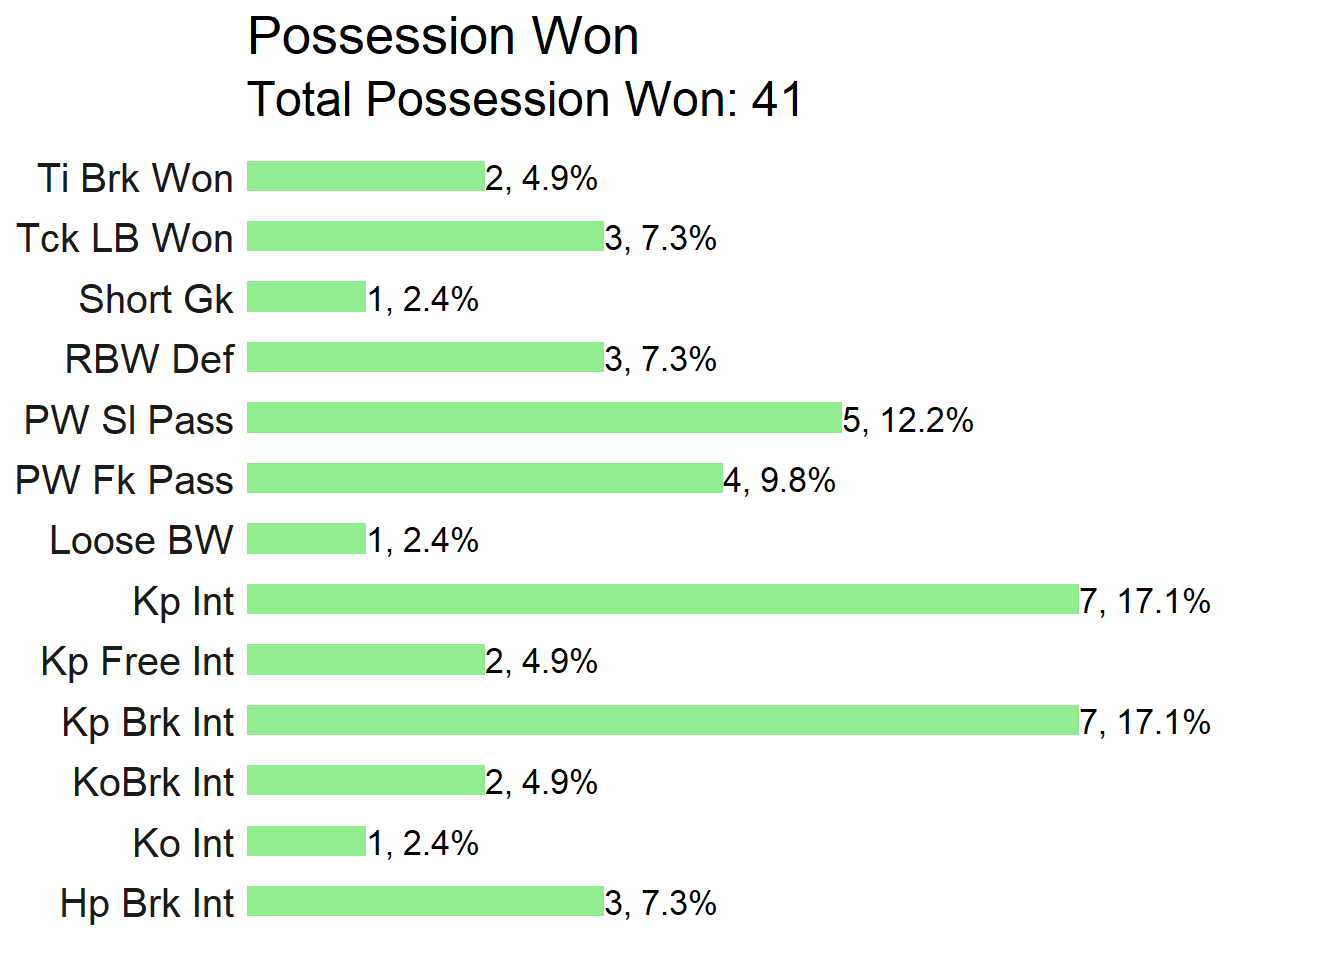 Possession Won
Total Possession Won: 41
Ti Brk Won 2, 4.9%
Tck LB Won 3, 7.3%
Short Gk 1, 2.4%
RBW Def 3, 7.3%
PW Sl Pass 5, 12.2%
PW Fk Pass 4, 9.8%
Loose BW 1, 2.4%
Kp Int 7, 17.1%
Kp Free Int 2, 4.9%
Kp Brk Int 7, 17.1%
KoBrk Int 2, 4.9%
Ko Int 1, 2.4%
Hp Brk Int 3, 7.3%